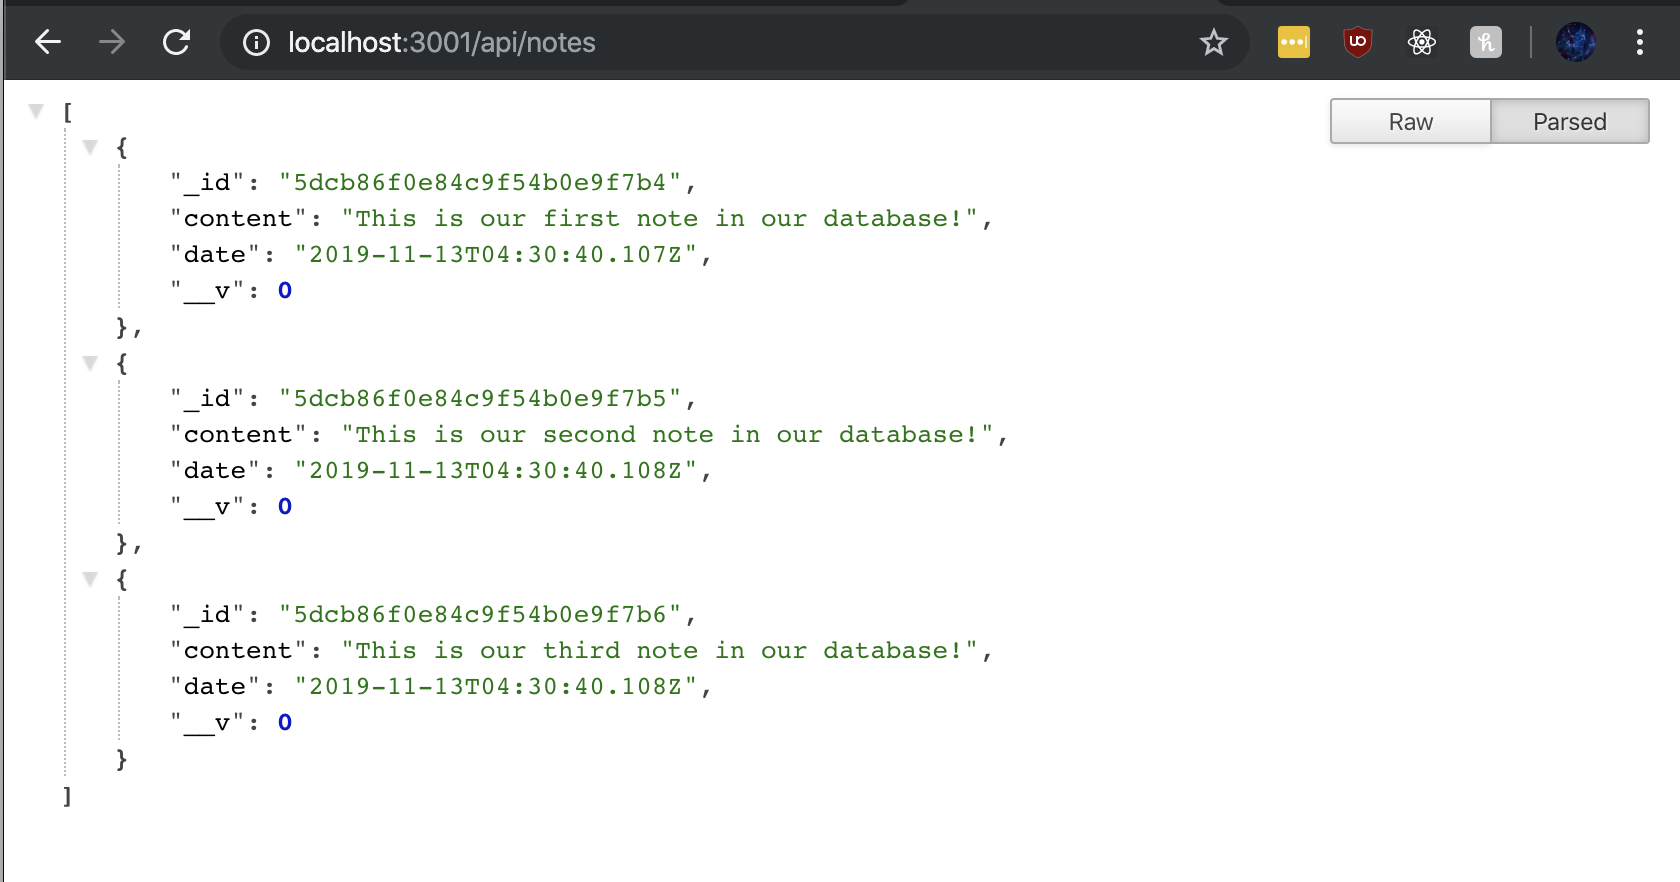 localhost:3001/api/notes
Raw Parsed
[
{
"_id": "5dcb86f0e84c9f54b0e9f7b4",
"content": "This is our first note in our database!",
"date": "2019-11-13T04:30:40.107Z",
"__v": 0
},
{
"_id": "5dcb86f0e84c9f54b0e9f7b5",
"content": "This is our second note in our database!",
"date": "2019-11-13T04:30:40.108Z",
"__v": 0
},
{
"_id": "5dcb86f0e84c9f54b0e9f7b6",
"content": "This is our third note in our database!",
"date": "2019-11-13T04:30:40.108Z",
"__v": 0
}
]